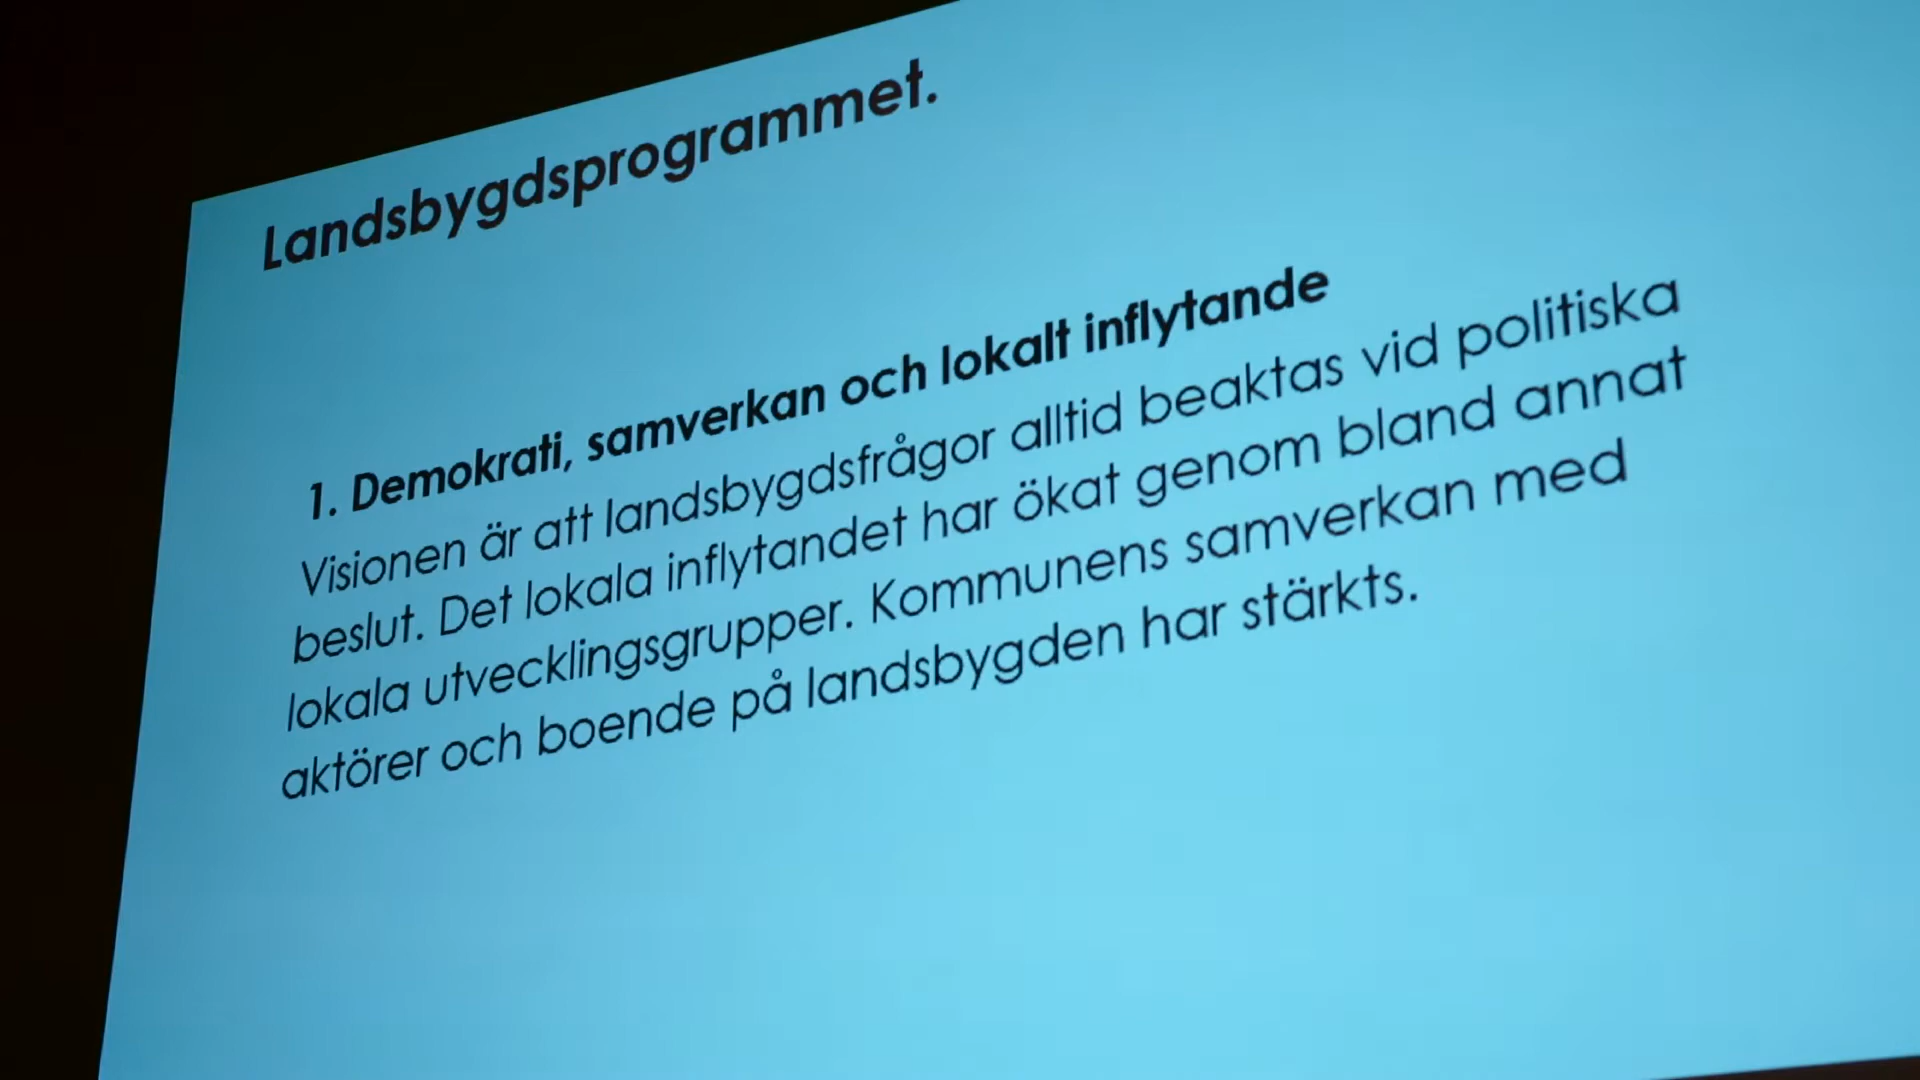 Landsbygdsprogrammet.
1. Demokrati, samverkan och lokalt inflytande
Visionen är att landsbygdsfrågor alltid beaktas vid politiska
beslut. Det lokala inflytandet har ökat genom bland annat
lokala utvecklingsgrupper. Kommunens samverkan med
aktörer och boende på landsbygden har stärkts.